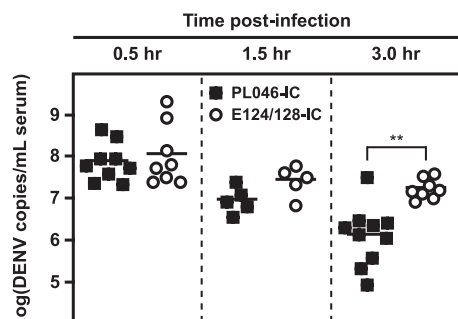 Time post-infection
0.5 hr 1.5 hr 3.0 hr
PL046-IC
E124/128-IC
**
9
8
7
6
5
og(DENV copies/mL serum)